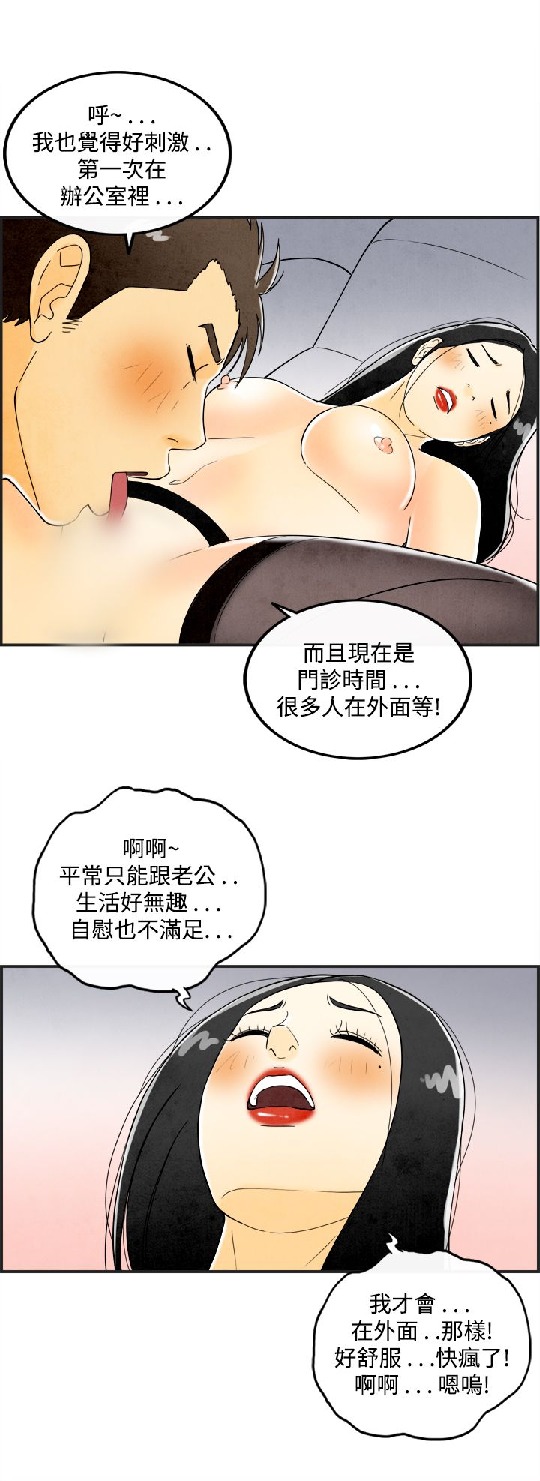 呼~...
我也覺得好刺激..
第一次在
辦公室裡...
而且現在是
門診時間...
很多人在外面等!
啊啊~
平常只能跟老公..
生活好無趣...
自慰也不滿足...
我才會...
在外面..那樣!
好舒服...快瘋了!
啊啊...嗯嗚!